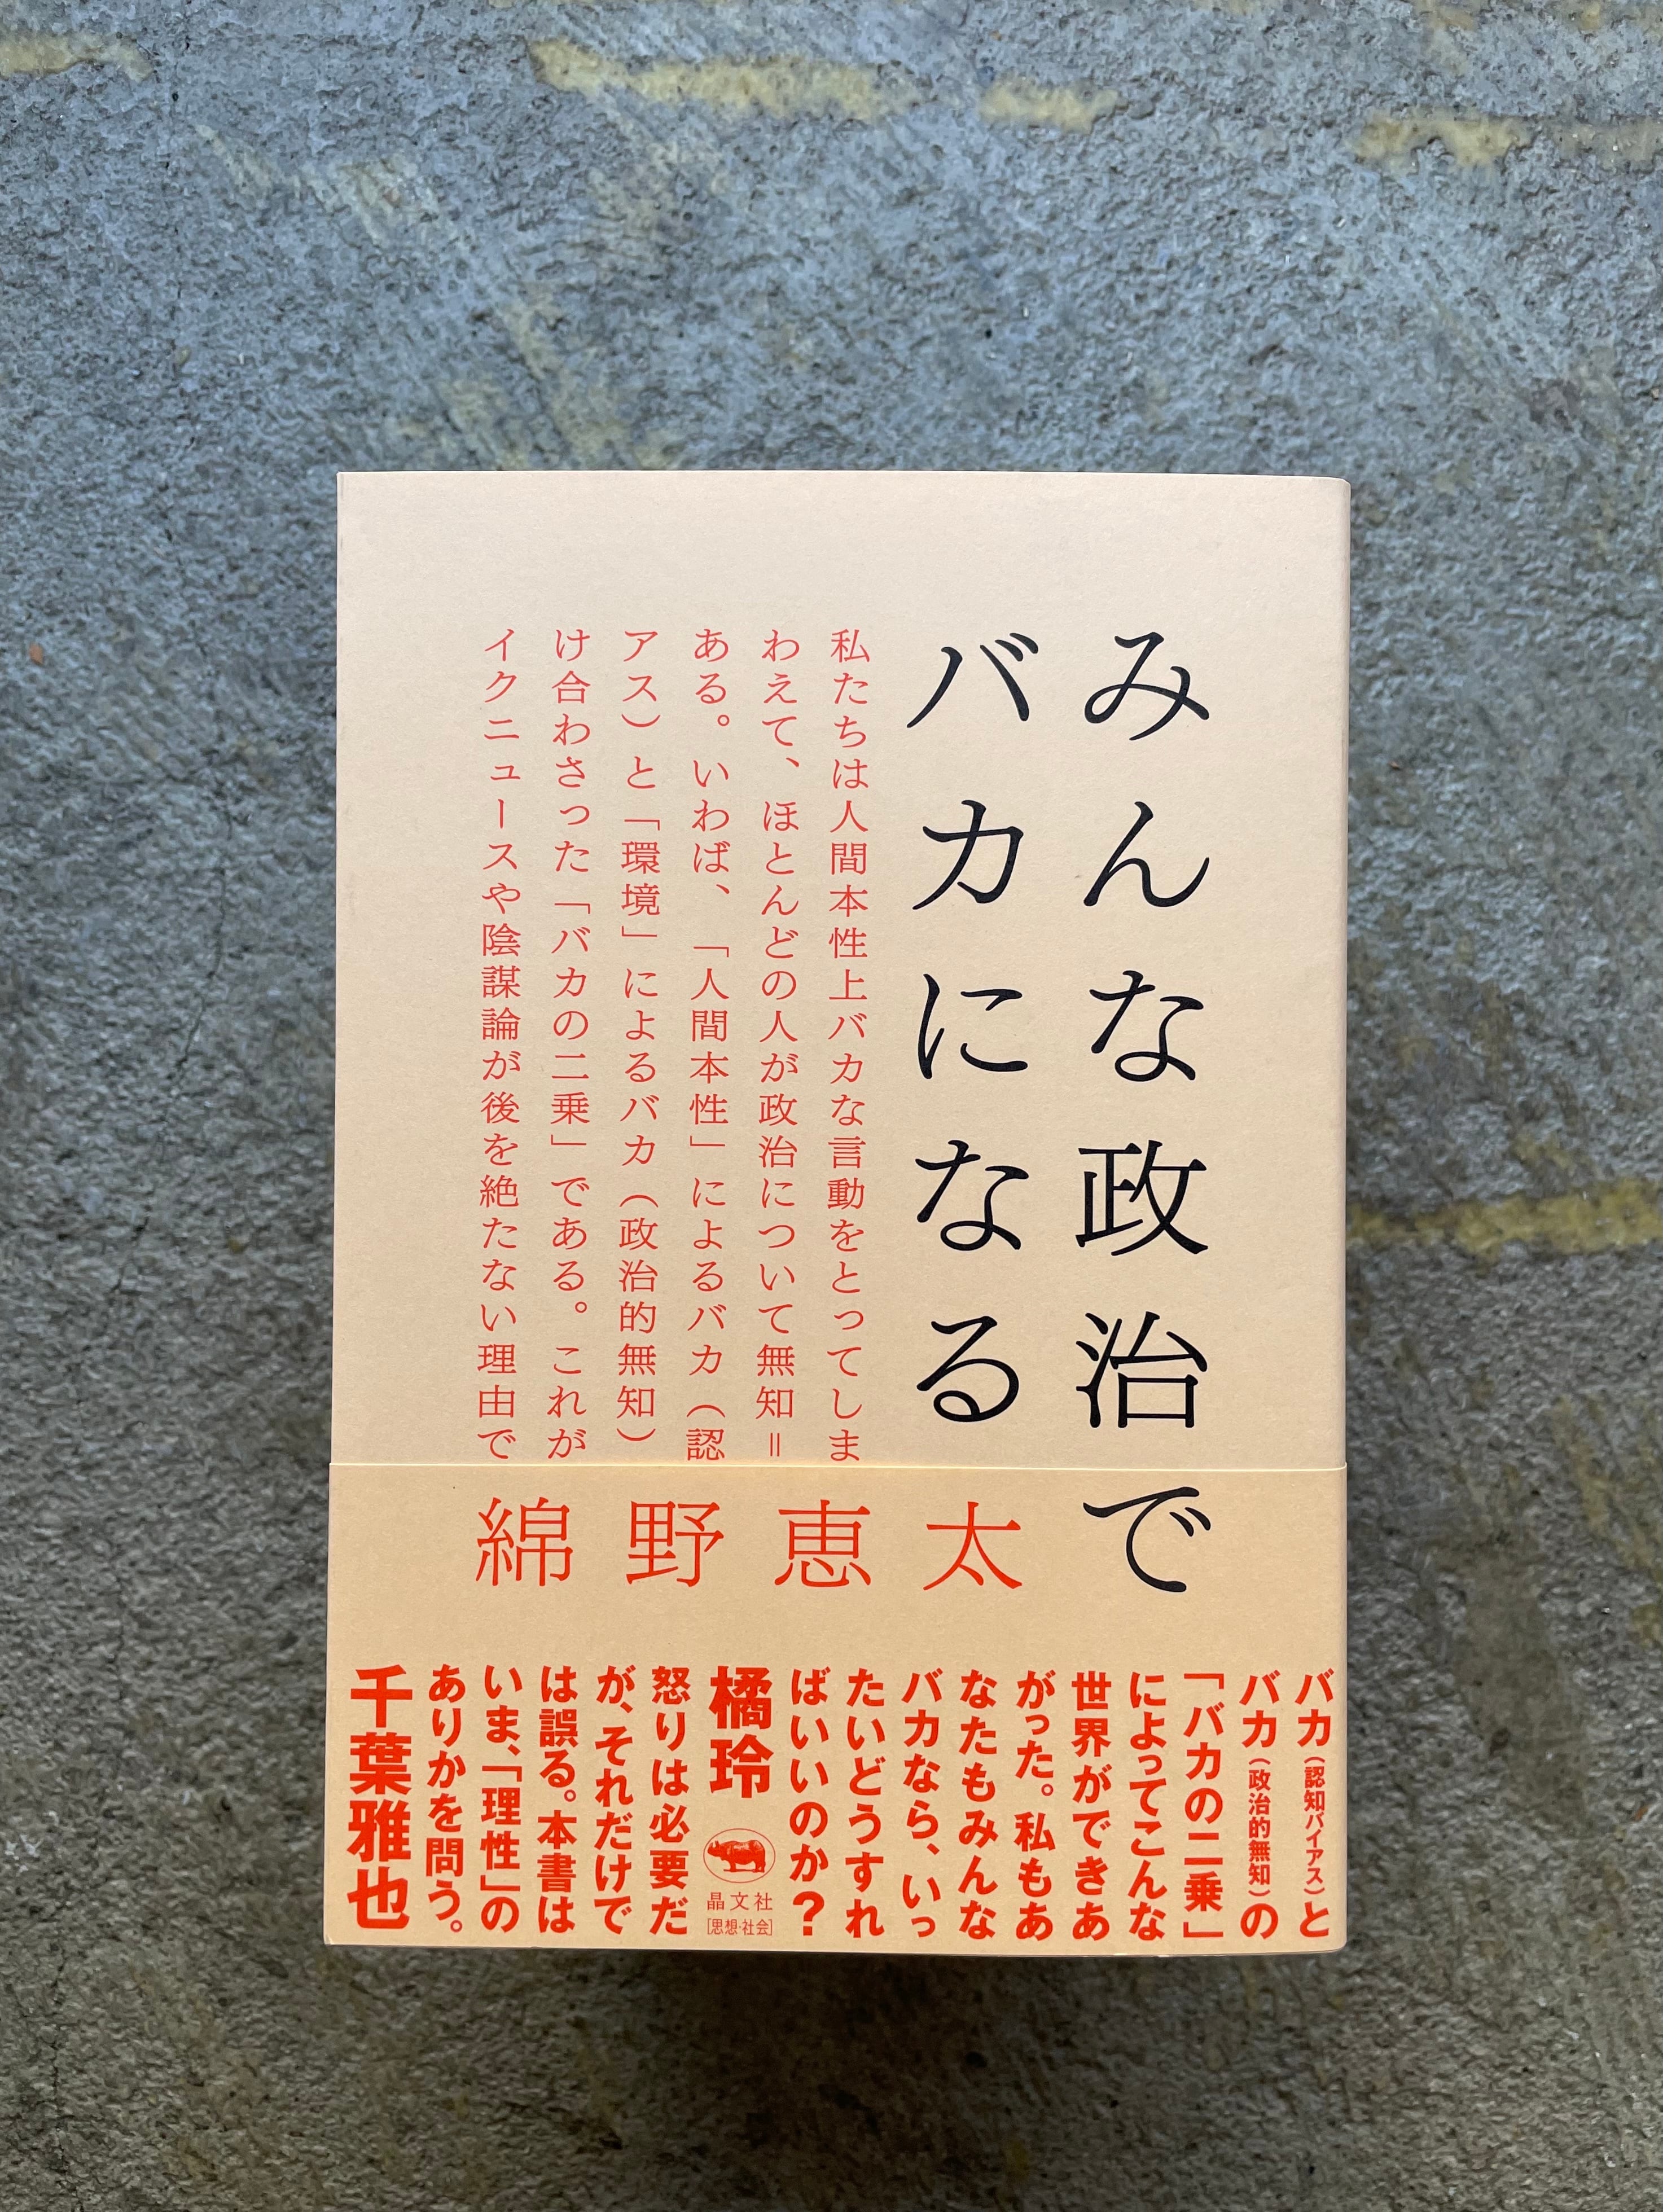 みんな政治で
バカになる
私たちは人間本性上バカな言動をとってしま
わえて、ほとんどの人が政治について無知＝
ある。いわば、「人間本性」によるバカ（認
アス）と「環境」によるバカ（政治的無知）
け合わさった「バカの二乗」である。これが
イクニュースや陰謀論が後を絶たない理由で
綿野恵太
バカ（認知バイアス）と
バカ（政治的無知）の
「バカの二乗」
によってこんな
世界ができあ
がった。私もあ
なたもみんな
バカなら、いっ
たいどうすれ
ばいいのか？
橘玲
晶文社
［思想・社会］
怒りは必要だ
が、それだけで
は誤る。本書は
いま、「理性」の
ありかを問う。
千葉雅也